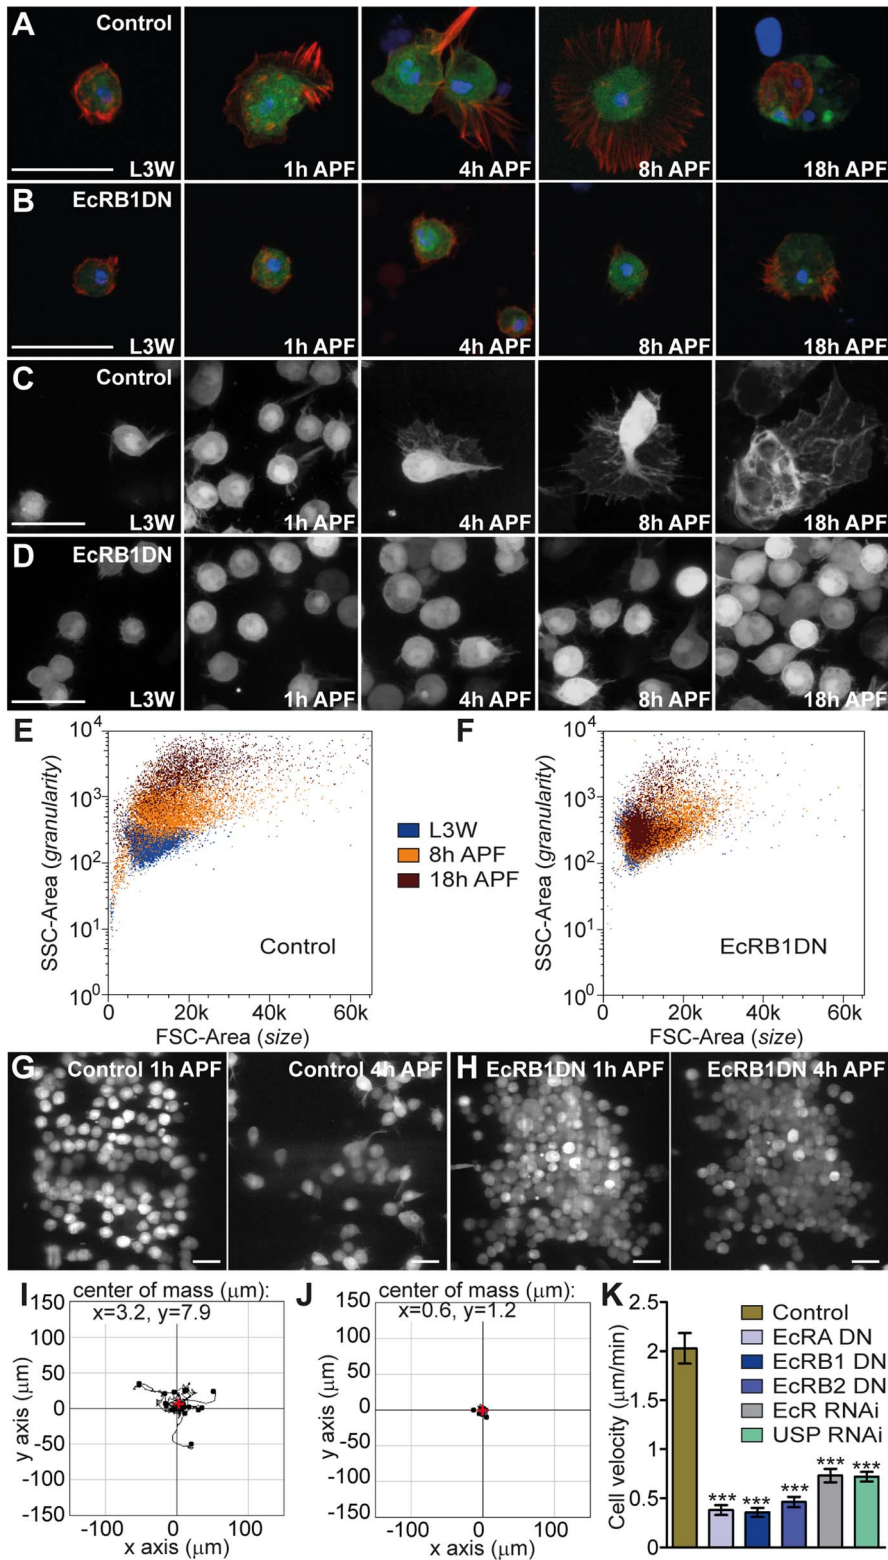 A Control
L3W 1h APF 4h APF 8h APF 18h APF
B EcRB1DN
L3W 1h APF 4h APF 8h APF 18h APF
C Control
L3W 1h APF 4h APF 8h APF 18h APF
D EcRB1DN
L3W 1h APF 4h APF 8h APF 18h APF
E
10^4
10^3
10^2
10^1
10^0
SSC-Area (granularity)
Control
0 20k 40k 60k
FSC-Area (size)
L3W
8h APF
18h APF
F
10^4
10^3
10^2
10^1
10^0
SSC-Area (granularity)
EcRB1DN
0 20k 40k 60k
FSC-Area (size)
G Control 1h APF Control 4h APF
H EcRB1DN 1h APF EcRB1DN 4h APF
I center of mass (µm):
x=3.2, y=7.9
150
100
50
0
-50
-100
-150
y axis (µm)
-100 0 100
x axis (µm)
J center of mass (µm):
x=0.6, y=1.2
150
100
50
0
-50
-100
-150
y axis (µm)
-100 0 100
x axis (µm)
K
2.5
2
1.5
1
0.5
0
Cell velocity (µm/min)
Control
EcRA DN
EcRB1 DN
EcRB2 DN
EcR RNAi
USP RNAi
*** *** *** *** ***